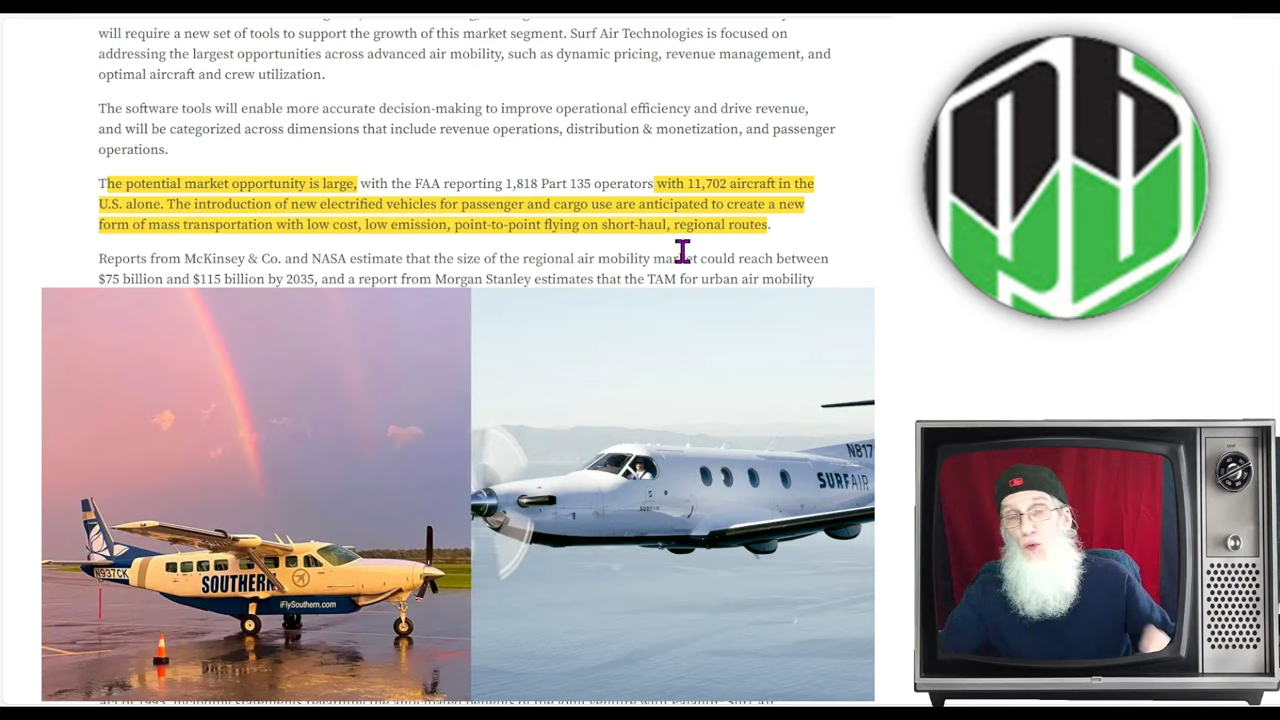 will require a new set of tools to support the growth of this market segment. Surf Air Technologies is focused on
addressing the largest opportunities across advanced air mobility, such as dynamic pricing, revenue management, and
optimal aircraft and crew utilization.
The software tools will enable more accurate decision-making to improve operational efficiency and drive revenue,
and will be categorized across dimensions that include revenue operations, distribution & monetization, and passenger
operations.
The potential market opportunity is large, with the FAA reporting 1,818 Part 135 operators with 11,702 aircraft in the
U.S. alone. The introduction of new electrified vehicles for passenger and cargo use are anticipated to create a new
form of mass transportation with low cost, low emission, point-to-point flying on short-haul, regional routes.
Reports from McKinsey & Co. and NASA estimate that the size of the regional air mobility market could reach between
$75 billion and $115 billion by 2035, and a report from Morgan Stanley estimates that the TAM for urban air mobility
N817
SURFAIR
N937CK
SOUTHERN
iFlySouthern.com